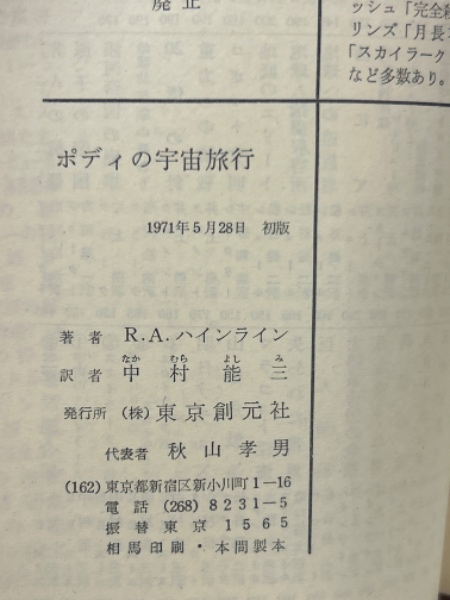 廃止
ッシュ「完全
リンズ「月長
「スカイラーク
など多数あり。
ポディの宇宙旅行
1971年5月28日 初版
著者 R.A.ハインライン
なか むら よし み
訳者 中村能三
発行所 (株)東京創元社
代表者 秋山孝男
(162)東京都新宿区新小川町1―16
電話 (268)8231―5
振替東京 1565
相馬印刷・本間製本